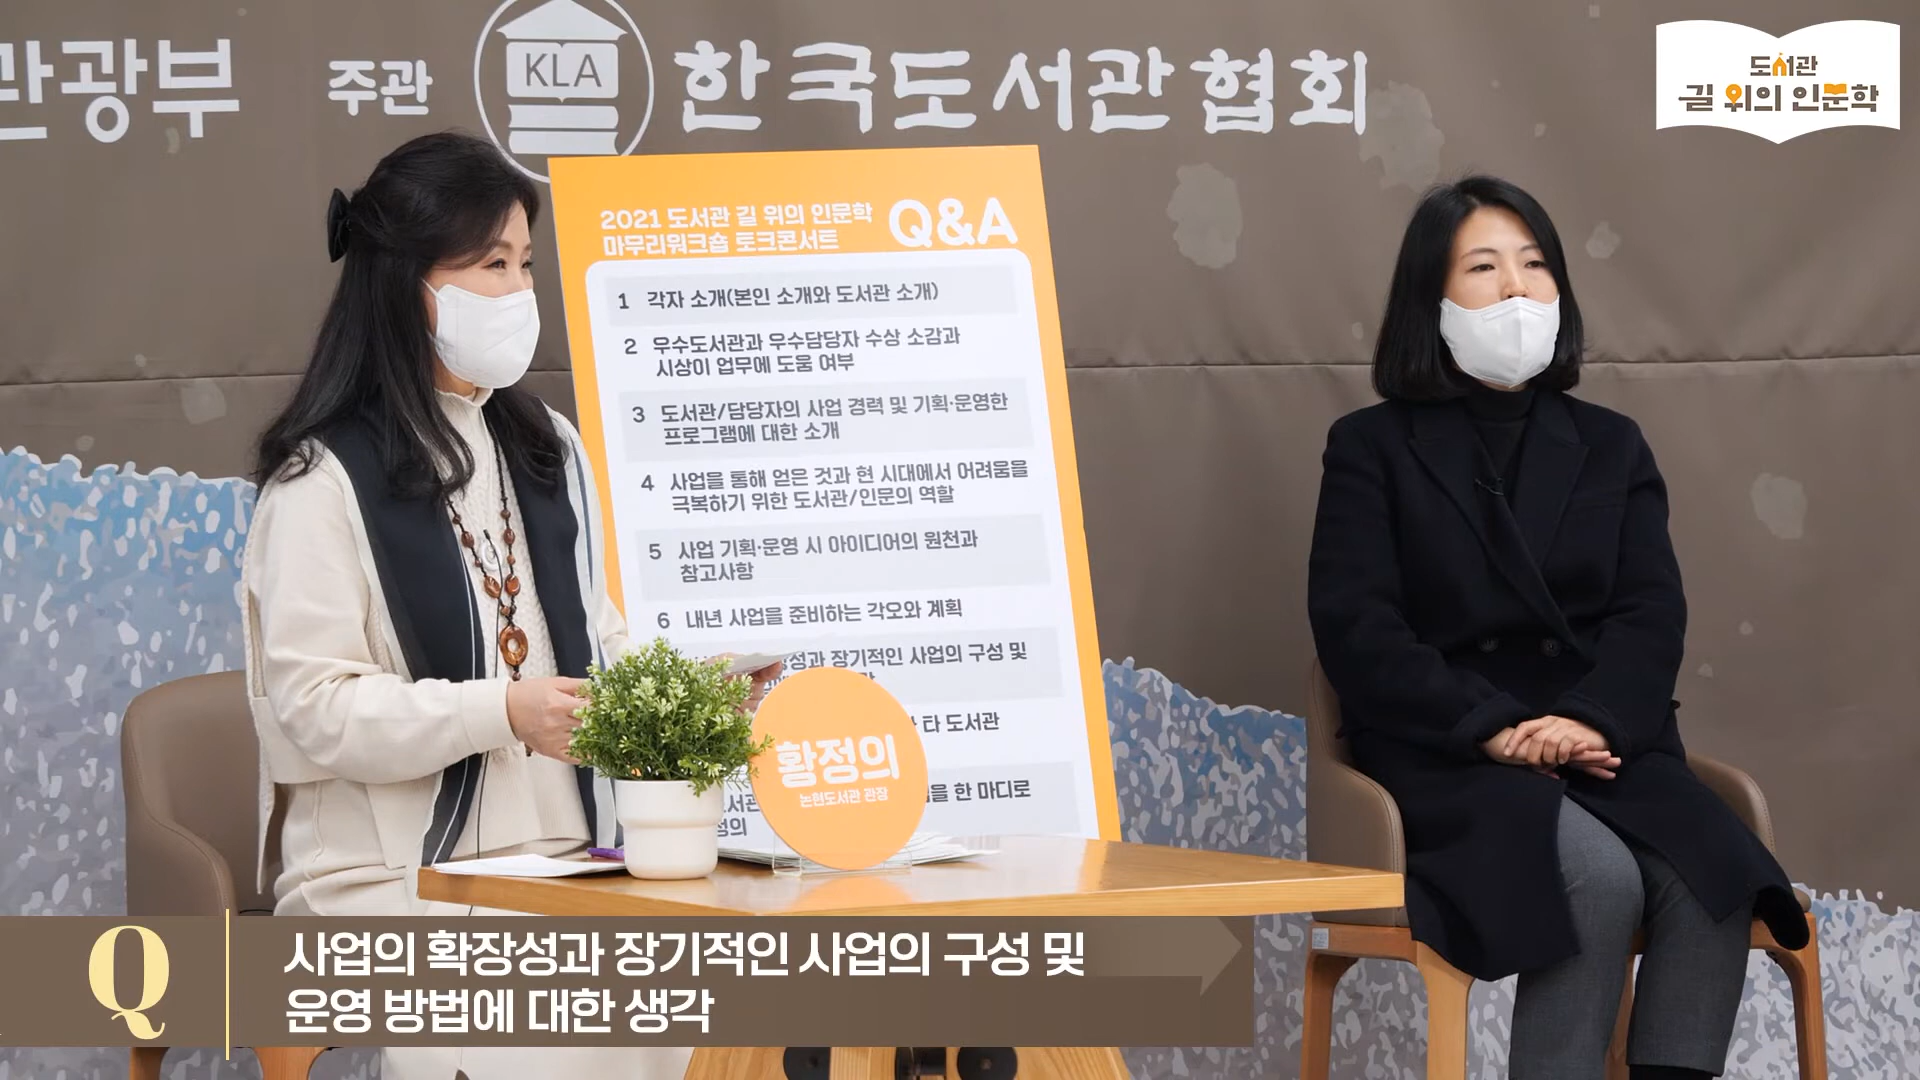 관광부
주관
KLA
한국도서관협회
도서관
길 위의 인문학
2021 도서관 길 위의 인문학
마무리워크숍 토크콘서트
Q&A
1 각자 소개(본인 소개와 도서관 소개)
2 우수도서관과 우수담당자 수상 소감과
시상이 업무에 도움 여부
3 도서관/담당자의 사업 경력 및 기획·운영한
프로그램에 대한 소개
4 사업을 통해 얻은 것과 현 시대에서 어려움을
극복하기 위한 도서관/인문의 역할
5 사업 기획·운영 시 아이디어의 원천과
참고사항
6 내년 사업을 준비하는 각오와 계획
장기적인 사업의 구성 및
타 도서관
한 마디로
황정의
논현도서관 관장
Q
사업의 확장성과 장기적인 사업의 구성 및
운영 방법에 대한 생각